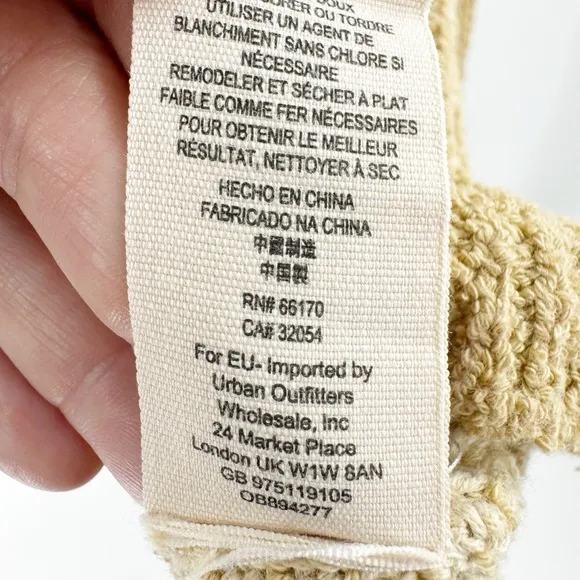 DOUX
OU TORDRE
UTILISER UN AGENT DE
BLANCHIMENT SANS CHLORE SI
NÉCESSAIRE
REMODELER ET SÉCHER À PLAT
FAIBLE COMME FER NÉCESSAIRES
POUR OBTENIR LE MEILLEUR
RÉSULTAT, NETTOYER À SEC
HECHO EN CHINA
FABRICADO NA CHINA
中國制造
中国製
RN# 66170
CA# 32054
For EU- Imported by
Urban Outfitters
Wholesale, Inc
24 Market Place
London UK W1W 8AN
GB 975119105
OB894277